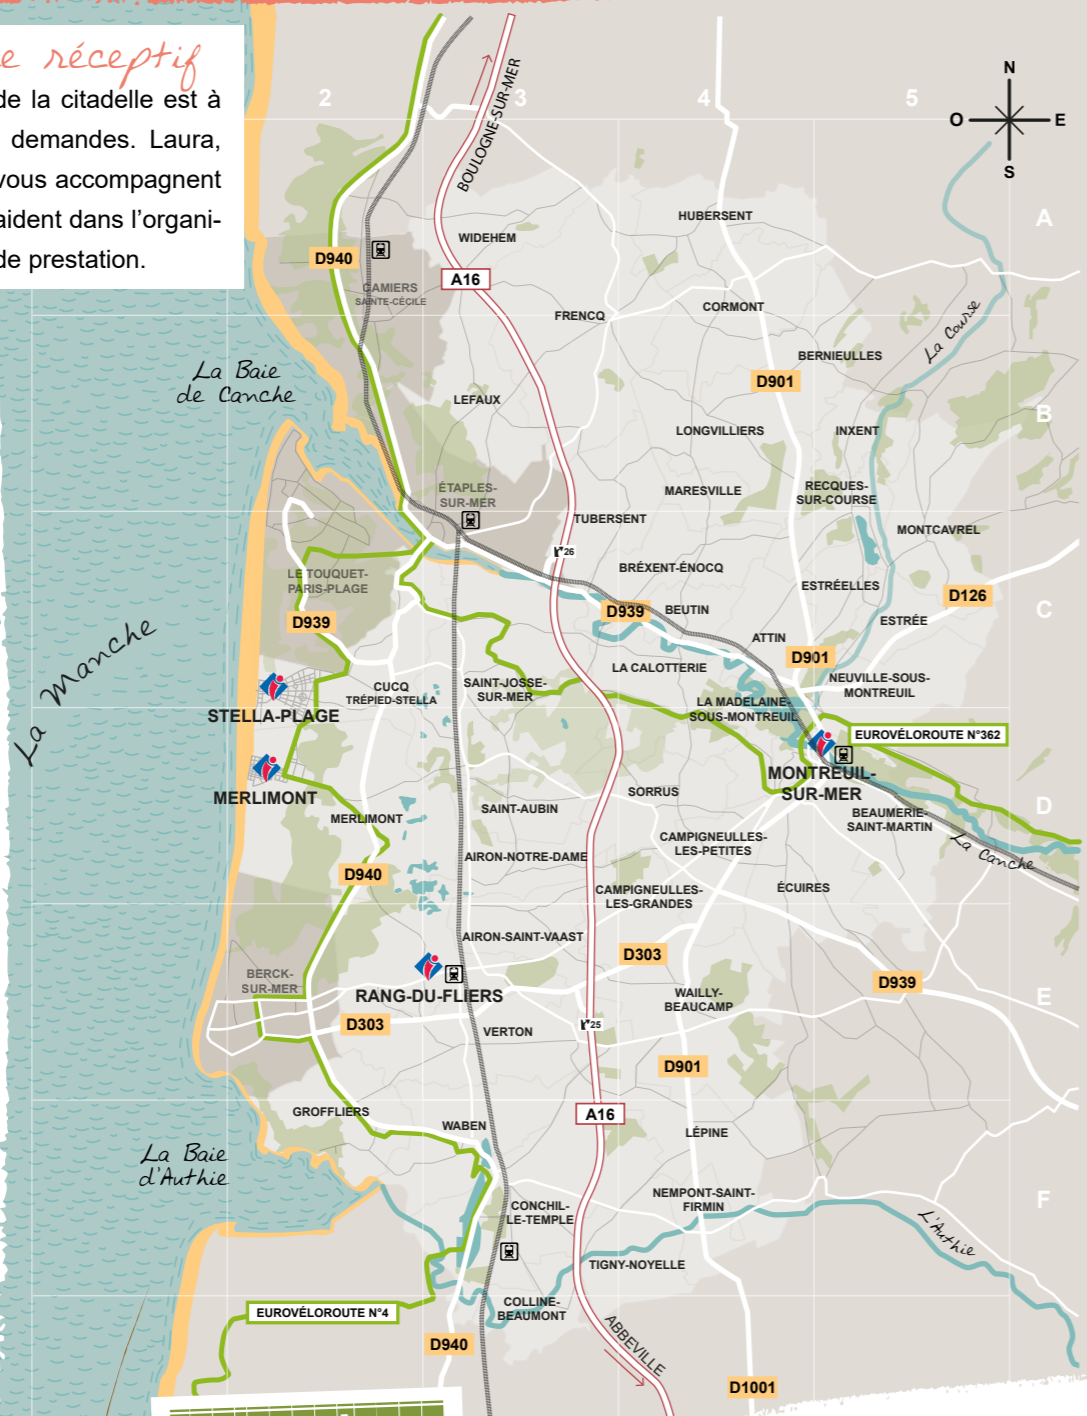 e réceptif
de la citadelle est à
demandes. Laura,
vous accompagnent
aident dans l'organi-
de prestation.
2
3
4
5
N
O
E
S
A
B
C
D
E
F
BOULOGNE-SUR-MER
HUBERSENT
WIDEHEM
D940
A16
CAMIERS
SAINTE-CÉCILE
FRENCQ
CORMONT
La Course
BERNIEULLES
D901
La Baie
de Canche
LEFAUX
LONGVILLIERS
INXENT
ÉTAPLES-
SUR-MER
MARESVILLE
RECQUES-
SUR-COURSE
TUBERSENT
MONTCAVREL
26
BRÉXENT-ÉNOCQ
LE TOUQUET-
PARIS-PLAGE
ESTRÉELLES
D126
D939
D939
BEUTIN
ESTRÉE
La Manche
ATTIN
D901
LA CALOTTERIE
CUCQ
TRÉPIED-STELLA
SAINT-JOSSE-
SUR-MER
NEUVILLE-SOUS-
MONTREUIL
STELLA-PLAGE
LA MADELAINE-
SOUS-MONTREUIL
EUROVÉLOROUTE N°362
MERLIMONT
MONTREUIL-
SUR-MER
SORRUS
MERLIMONT
SAINT-AUBIN
BEAUMERIE-
SAINT-MARTIN
La Canche
CAMPIGNEULLES-
LES-PETITES
AIRON-NOTRE-DAME
D940
CAMPIGNEULLES-
LES-GRANDES
ÉCUIRES
AIRON-SAINT-VAAST
D303
BERCK-
SUR-MER
RANG-DU-FLIERS
D939
WAILLY-
BEAUCAMP
D303
VERTON
25
D901
GROFFLIERS
A16
WABEN
LÉPINE
La Baie
d'Authie
NEMPONT-SAINT-
FIRMIN
CONCHIL-
LE-TEMPLE
L'Authie
TIGNY-NOYELLE
EUROVÉLOROUTE N°4
COLLINE-
BEAUMONT
D940
ABBEVILLE
D1001